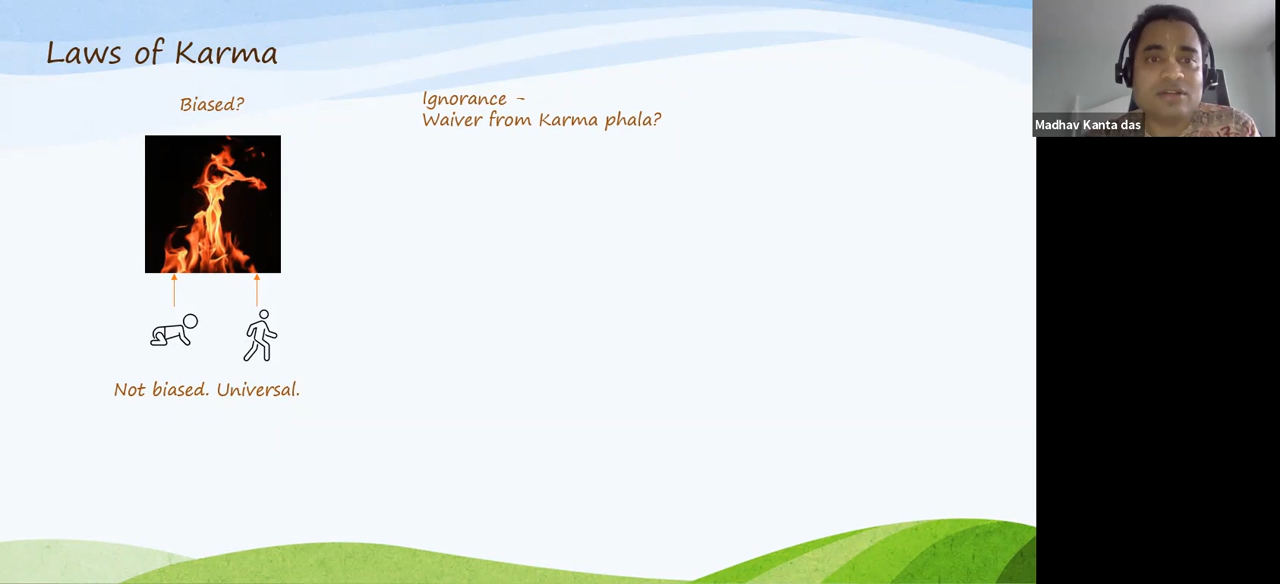 Laws of Karma
Biased?
Ignorance -
Waiver from Karma phala?
Not biased. Universal.
Madhav Kanta das